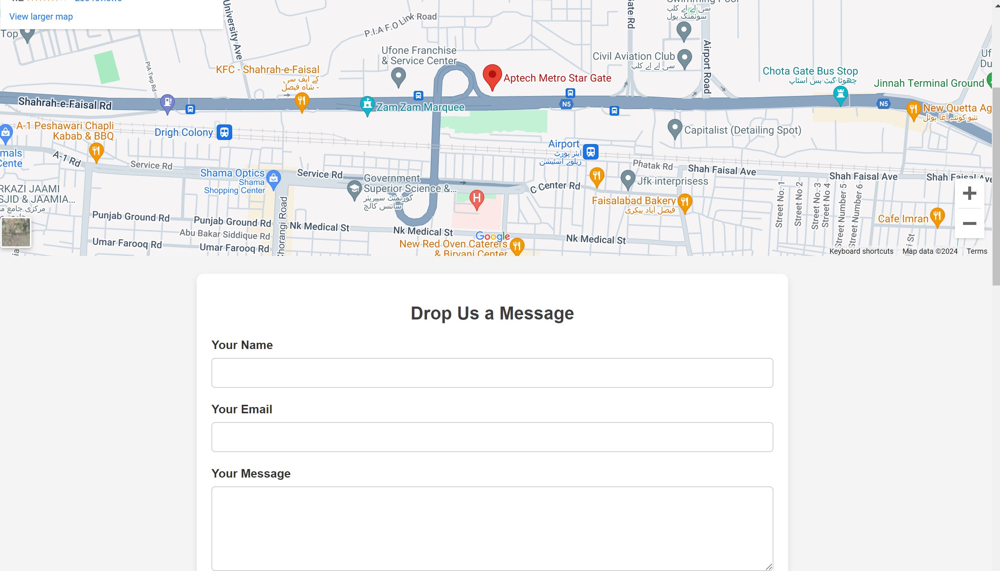 View larger map
Top
University Ave
P.I.A F.O Link Road
Gate Rd
سی اے اے کلب
سوئمنگ پول
Airport Road
PIA Twp Rd
Ufone Franchise
& Service Center
Civil Aviation Club
سی اے اے کلب
KFC - Shahrah-e-Faisal
کے ایف سی
- شاہ فیصل
Aptech Metro Star Gate
Chota Gate Bus Stop
چھوٹا گیٹ بس اسٹاپ
Jinnah Terminal Ground
Shahrah-e-Faisal Rd
Zam Zam Marquee
N5
N5
New Quetta Ag
نئیو کوئٹہ آغا ہوٹل
A-1 Peshawari Chapli
Kabab & BBQ
Drigh Colony
Capitalist (Detailing Spot)
Airport
ایئر پورٹ
ریلوے اسٹیشن
A-1 Rd
Service Rd
Service Rd
Phatak Rd
Shah Faisal Ave
Shah Faisal Ave
Shah Faisal Ave
Shama Optics
Shama
Shopping Center
Government
Superior Science &...
گورنمنٹ سپیریئر
سائنس کالج
C Center Rd
Jfk interprisess
RKAZI JAAMI
SJID & JAAMIA...
مرکزی جامع مس
H
Faisalabad Bakery
فیصل آباد بیکری
Street No. 1
Street No 2
Street No. 3
Street No 4
Street Number 5
Street Number 6
Cafe Imran
Punjab Ground Rd
Punjab Ground Rd
Chorangi Road
Nk Medical St
Nk Medical St
Nk Medical St
Abu Bakar Siddique Rd
Umar Farooq Rd
Umar Farooq Rd
Google
New Red Oven Caterers
& Biryani Center
Keyboard shortcuts
Map data ©2024
Terms
Drop Us a Message
Your Name
Your Email
Your Message